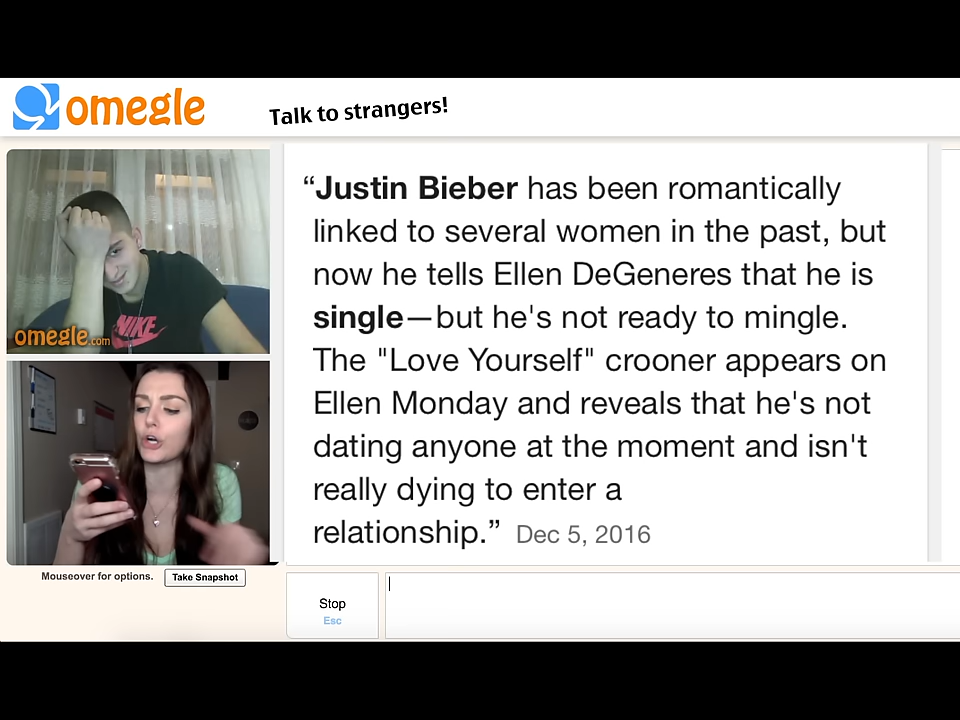 omegle
Talk to strangers!
“Justin Bieber has been romantically
linked to several women in the past, but
now he tells Ellen DeGeneres that he is
single—but he's not ready to mingle.
The "Love Yourself" crooner appears on
Ellen Monday and reveals that he's not
dating anyone at the moment and isn't
really dying to enter a
relationship.” Dec 5, 2016
NIKE
omegle.com
Mouseover for options.
Take Snapshot
Stop
Esc